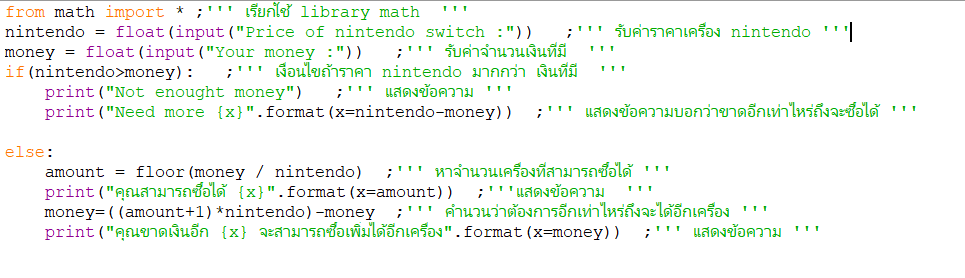 from math import * ;''' เรียกใช้ library math  '''
nintendo = float(input("Price of nintendo switch :"))   ;''' รับค่าราคาเครื่อง nintendo '''
money = float(input("Your money :"))   ;''' รับค่าจำนวนเงินที่มี  '''
if(nintendo>money):   ;''' เงื่อนไขถ้าราคา nintendo มากกว่า เงินที่มี  '''
    print("Not enought money")   ;''' แสดงข้อความ '''
    print("Need more {x}".format(x=nintendo-money))  ;''' แสดงข้อความบอกว่าขาดอีกเท่าไหร่ถึงจะซื้อได้ '''
else:
    amount = floor(money / nintendo)  ;''' หาจำนวนเครื่องที่สามารถซื้อได้ '''
    print("คุณสามารถซื้อได้ {x}".format(x=amount))  ;'''แสดงข้อความ  '''
    money=((amount+1)*nintendo)-money  ;''' คำนวนว่าต้องการอีกเท่าไหร่ถึงจะได้อีกเครื่อง '''
    print("คุณขาดเงินอีก {x} จะสามารถซื้อเพิ่มได้อีกเครื่อง".format(x=money))  ;''' แสดงข้อความ '''